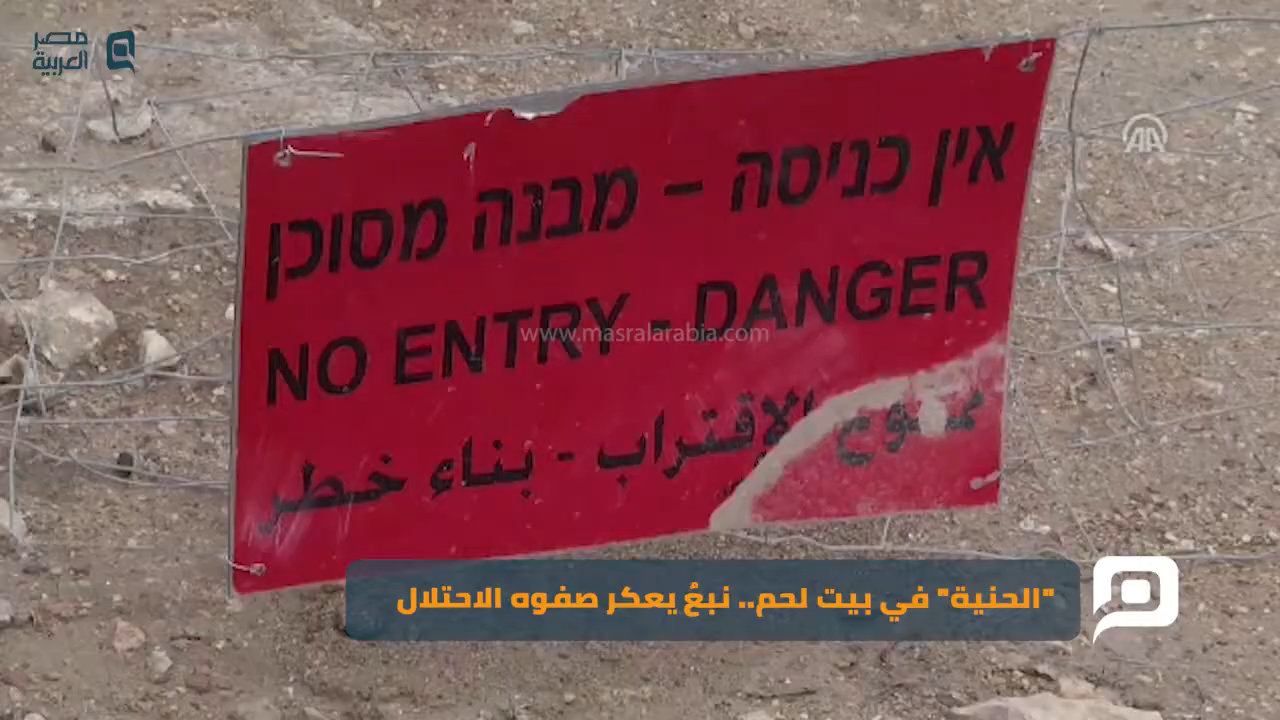 مصر
العربية
AA
אין כניסה – מבנה מסוכן
NO ENTRY - DANGER
www.masralarabia.com
الإقتراب - بناء خطر
"الحنية" في بيت لحم.. نبعٌ يعكر صفوه الاحتلال